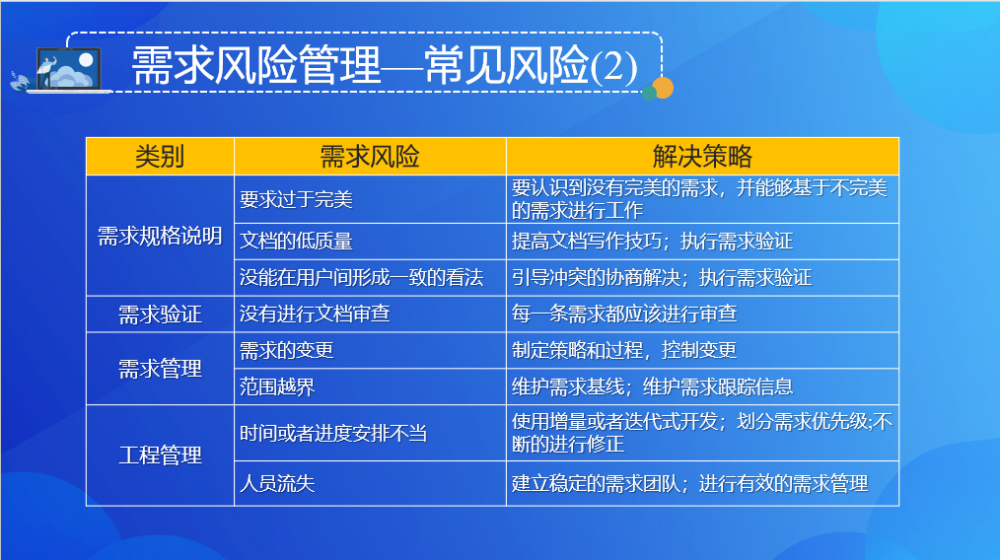 需求风险管理—常见风险(2)
类别 需求风险 解决策略
需求规格说明
要求过于完美
要认识到没有完美的需求，并能够基于不完美
的需求进行工作
文档的低质量
提高文档写作技巧；执行需求验证
没能在用户间形成一致的看法
引导冲突的协商解决；执行需求验证
需求验证
没有进行文档审查
每一条需求都应该进行审查
需求管理
需求的变更
制定策略和过程，控制变更
范围越界
维护需求基线；维护需求跟踪信息
工程管理
时间或者进度安排不当
使用增量或者迭代式开发；划分需求优先级;不
断的进行修正
人员流失
建立稳定的需求团队；进行有效的需求管理